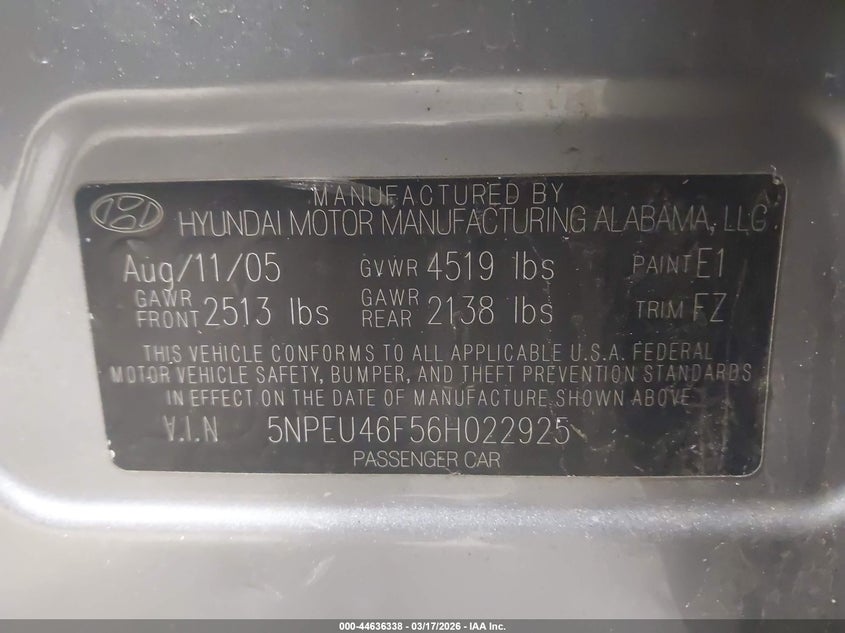 MANUFACTURED BY
HYUNDAI MOTOR MANUFACTURING ALABAMA, LLC
Aug/11/05 GVWR 4519 lbs PAINT E1
GAWR FRONT 2513 lbs GAWR REAR 2138 lbs TRIM FZ
THIS VEHICLE CONFORMS TO ALL APPLICABLE U.S.A. FEDERAL
MOTOR VEHICLE SAFETY, BUMPER, AND THEFT PREVENTION STANDARDS
IN EFFECT ON THE DATE OF MANUFACTURE SHOWN ABOVE
V.I.N 5NPEU46F56H022925
PASSENGER CAR
000-44636338 - 03/17/2026 - IAA Inc.